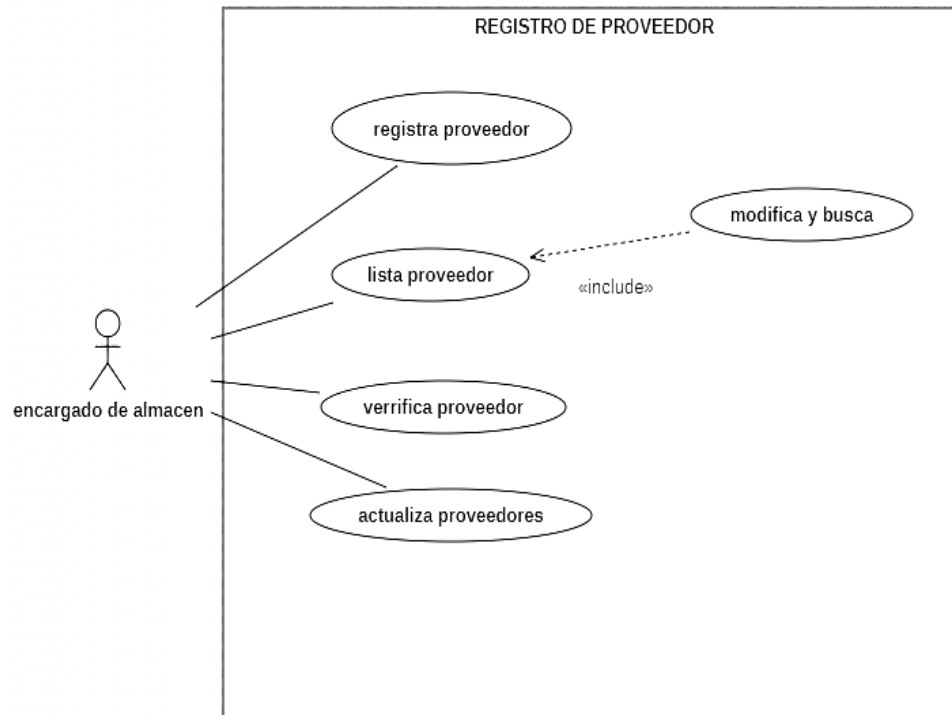 REGISTRO DE PROVEEDOR
registra proveedor
modifica y busca
lista proveedor
«include»
verrifica proveedor
encargado de almacen
actualiza proveedores